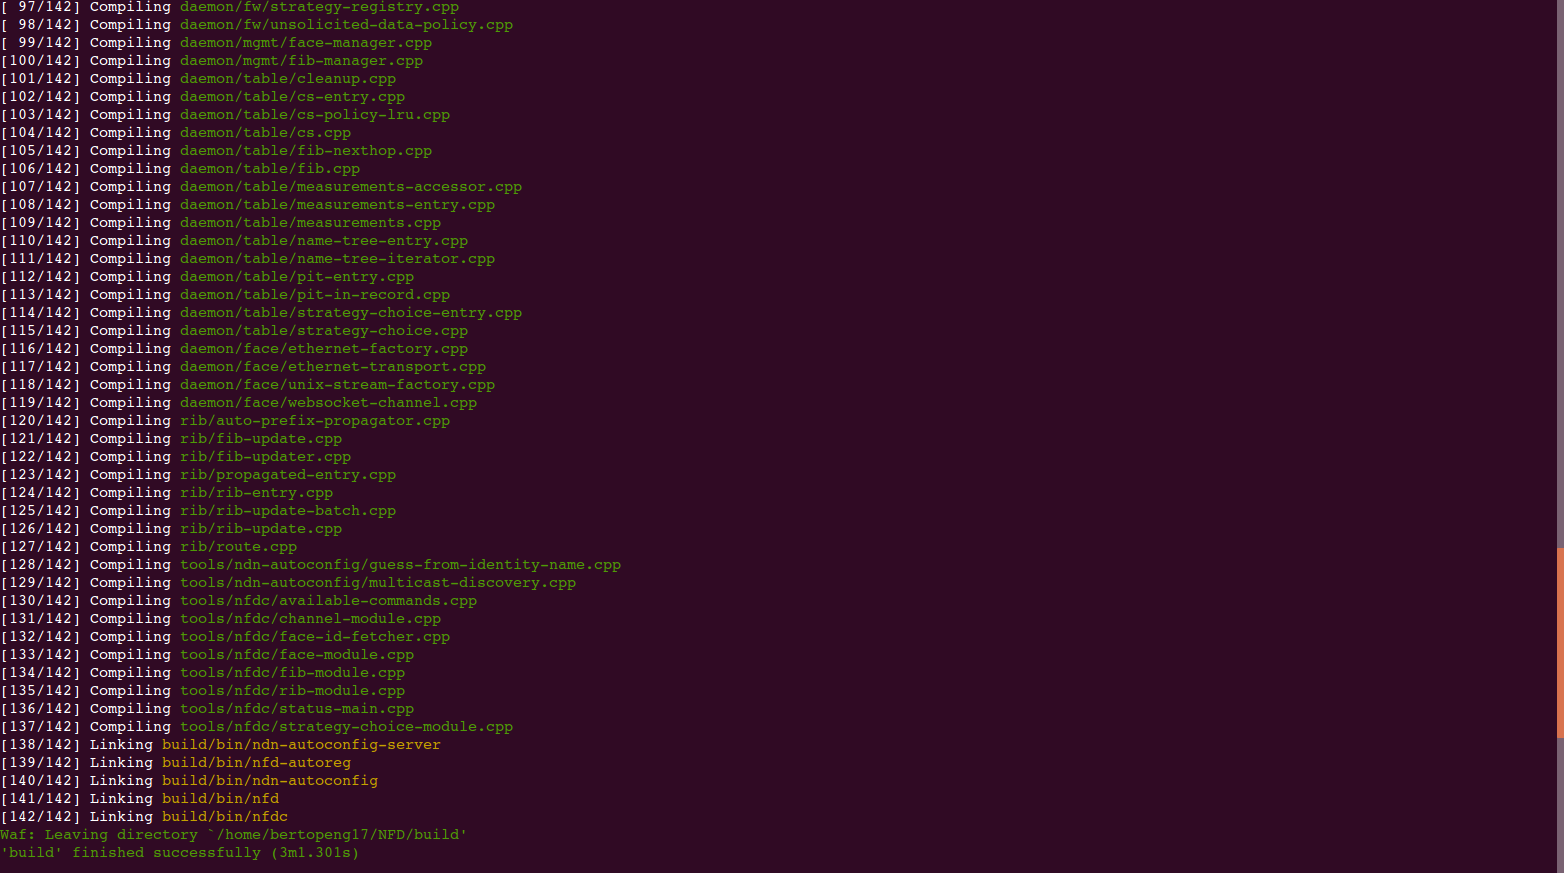 [ 97/142] Compiling daemon/fw/strategy-registry.cpp
[ 98/142] Compiling daemon/fw/unsolicited-data-policy.cpp
[ 99/142] Compiling daemon/mgmt/face-manager.cpp
[100/142] Compiling daemon/mgmt/fib-manager.cpp
[101/142] Compiling daemon/table/cleanup.cpp
[102/142] Compiling daemon/table/cs-entry.cpp
[103/142] Compiling daemon/table/cs-policy-lru.cpp
[104/142] Compiling daemon/table/cs.cpp
[105/142] Compiling daemon/table/fib-nexthop.cpp
[106/142] Compiling daemon/table/fib.cpp
[107/142] Compiling daemon/table/measurements-accessor.cpp
[108/142] Compiling daemon/table/measurements-entry.cpp
[109/142] Compiling daemon/table/measurements.cpp
[110/142] Compiling daemon/table/name-tree-entry.cpp
[111/142] Compiling daemon/table/name-tree-iterator.cpp
[112/142] Compiling daemon/table/pit-entry.cpp
[113/142] Compiling daemon/table/pit-in-record.cpp
[114/142] Compiling daemon/table/strategy-choice-entry.cpp
[115/142] Compiling daemon/table/strategy-choice.cpp
[116/142] Compiling daemon/face/ethernet-factory.cpp
[117/142] Compiling daemon/face/ethernet-transport.cpp
[118/142] Compiling daemon/face/unix-stream-factory.cpp
[119/142] Compiling daemon/face/websocket-channel.cpp
[120/142] Compiling rib/auto-prefix-propagator.cpp
[121/142] Compiling rib/fib-update.cpp
[122/142] Compiling rib/fib-updater.cpp
[123/142] Compiling rib/propagated-entry.cpp
[124/142] Compiling rib/rib-entry.cpp
[125/142] Compiling rib/rib-update-batch.cpp
[126/142] Compiling rib/rib-update.cpp
[127/142] Compiling rib/route.cpp
[128/142] Compiling tools/ndn-autoconfig/guess-from-identity-name.cpp
[129/142] Compiling tools/ndn-autoconfig/multicast-discovery.cpp
[130/142] Compiling tools/nfdc/available-commands.cpp
[131/142] Compiling tools/nfdc/channel-module.cpp
[132/142] Compiling tools/nfdc/face-id-fetcher.cpp
[133/142] Compiling tools/nfdc/face-module.cpp
[134/142] Compiling tools/nfdc/fib-module.cpp
[135/142] Compiling tools/nfdc/rib-module.cpp
[136/142] Compiling tools/nfdc/status-main.cpp
[137/142] Compiling tools/nfdc/strategy-choice-module.cpp
[138/142] Linking build/bin/ndn-autoconfig-server
[139/142] Linking build/bin/nfd-autoreg
[140/142] Linking build/bin/ndn-autoconfig
[141/142] Linking build/bin/nfd
[142/142] Linking build/bin/nfdc
Waf: Leaving directory `/home/bertopeng17/NFD/build'
'build' finished successfully (3m1.301s)